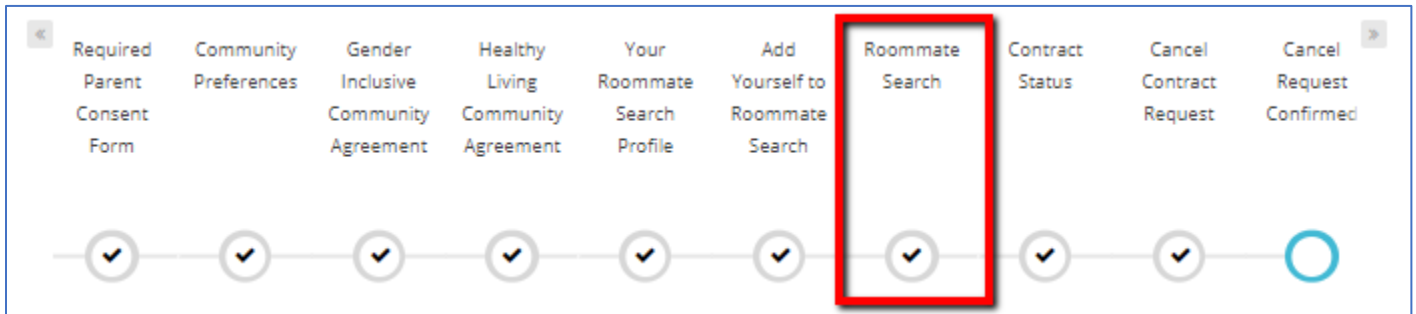 «
Required
Parent
Consent
Form
Community
Preferences
Gender
Inclusive
Community
Agreement
Healthy
Living
Community
Agreement
Your
Roommate
Search
Profile
Add
Yourself to
Roommate
Search
Roommate
Search
Contract
Status
Cancel
Contract
Request
Cancel
Request
Confirmed
»